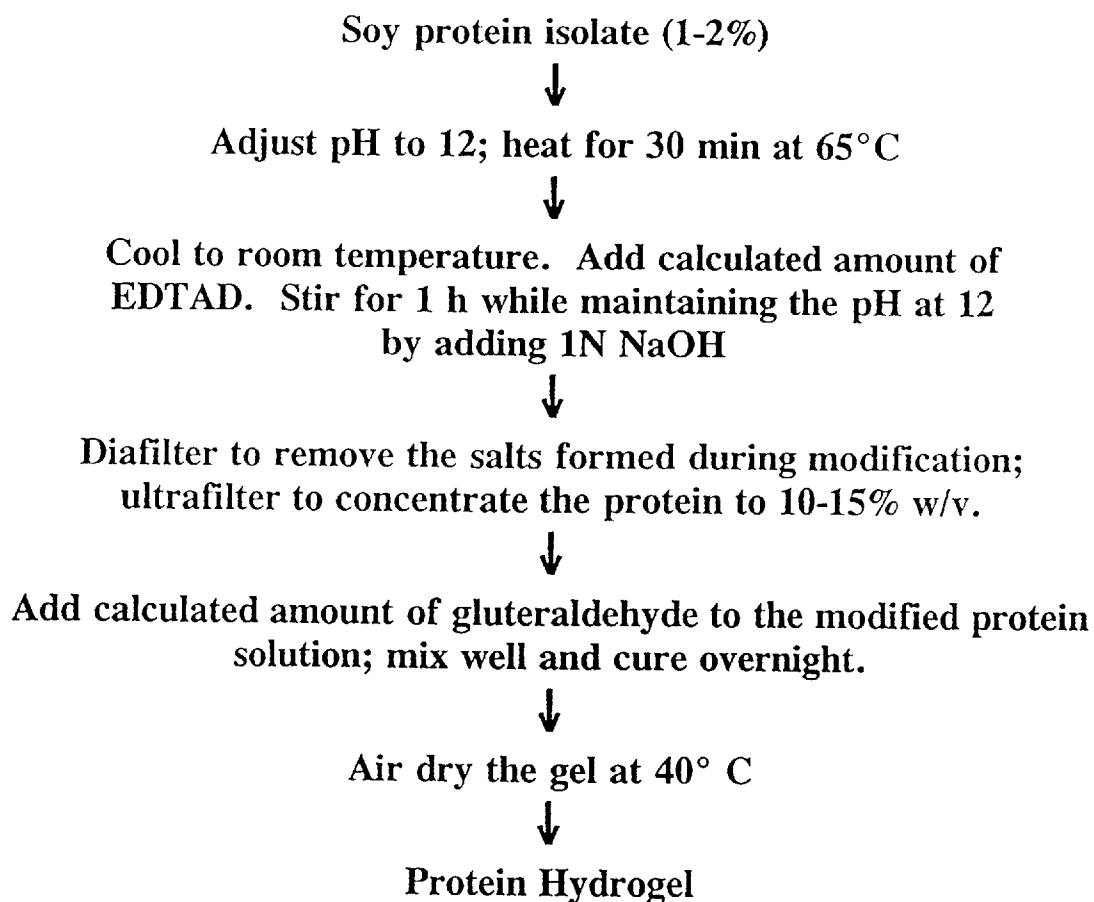 Soy protein isolate (1-2%)
Adjust pH to 12; heat for 30 min at 65°C
Cool to room temperature. Add calculated amount of
EDTAD. Stir for 1 h while maintaining the pH at 12
by adding 1N NaOH
Diafilter to remove the salts formed during modification;
ultrafilter to concentrate the protein to 10-15% w/v.
Add calculated amount of gluteraldehyde to the modified protein
solution; mix well and cure overnight.
Air dry the gel at 40° C
Protein Hydrogel